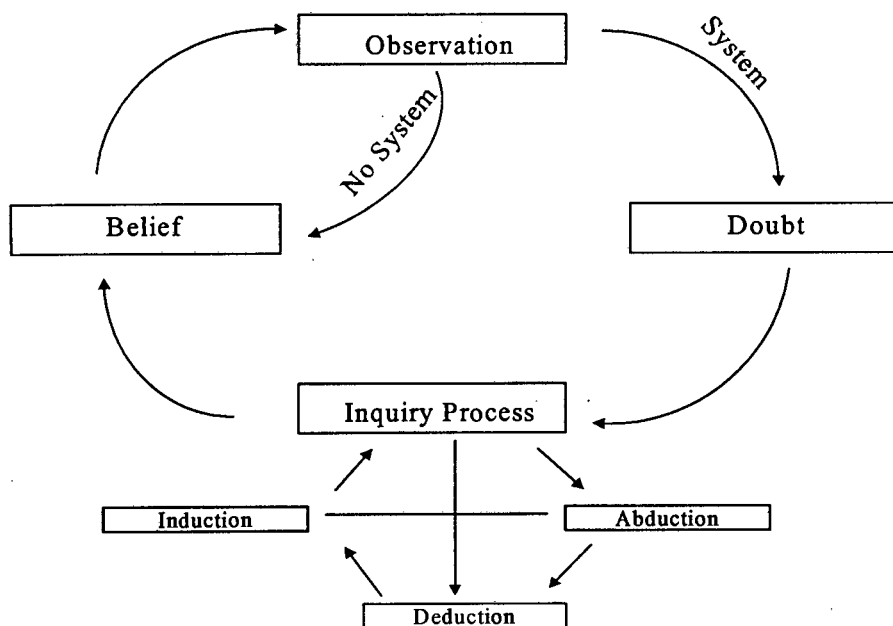 Observation
System
No System
Belief
Doubt
Inquiry Process
Induction
Abduction
Deduction